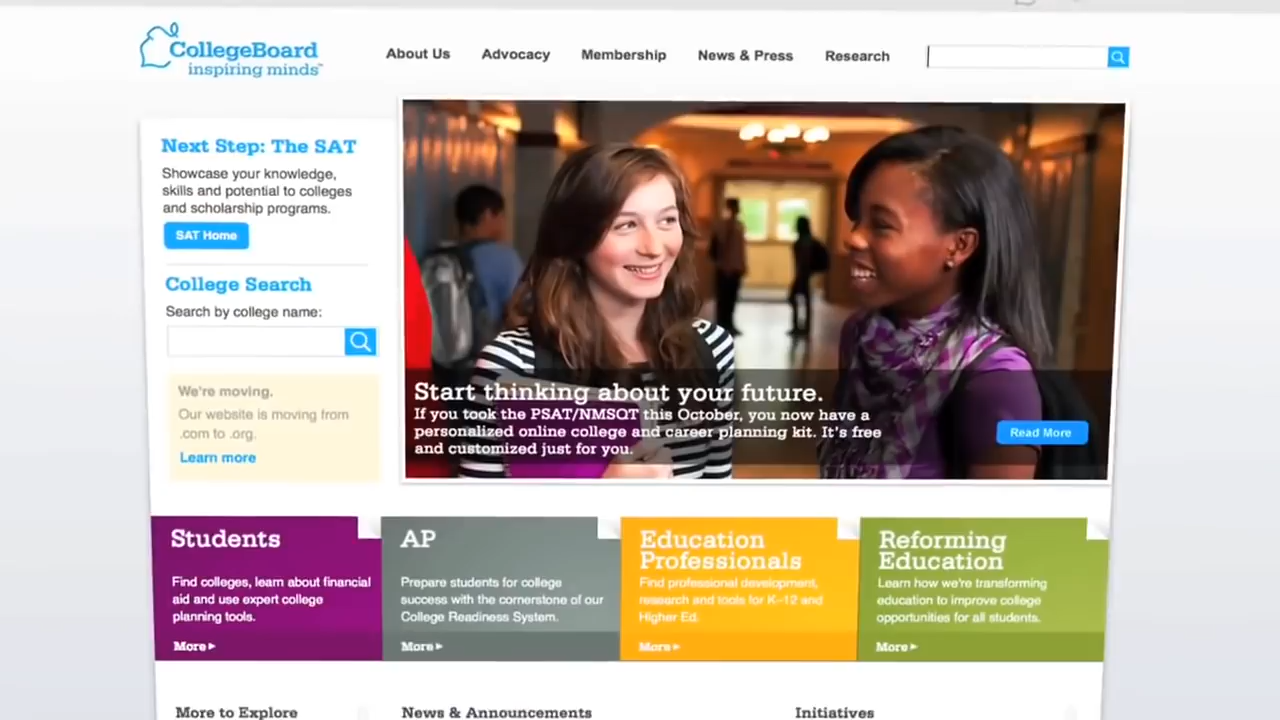 CollegeBoard
inspiring minds™
About Us
Advocacy
Membership
News & Press
Research
Next Step: The SAT
Showcase your knowledge,
skills and potential to colleges
and scholarship programs.
SAT Home
College Search
Search by college name:
We're moving.
Our website is moving from
.com to .org.
Learn more
Start thinking about your future.
If you took the PSAT/NMSQT this October, you now have a
personalized online college and career planning kit. It's free
and customized just for you.
Read More
Students
Find colleges, learn about financial
aid and use expert college
planning tools.
More
AP
Prepare students for college
success with the cornerstone of our
College Readiness System.
More
Education
Professionals
Find professional development,
research and tools for K–12 and
Higher Ed.
More
Reforming
Education
Learn how we're transforming
education to improve college
opportunities for all students.
More
More to Explore
News & Announcements
Initiatives